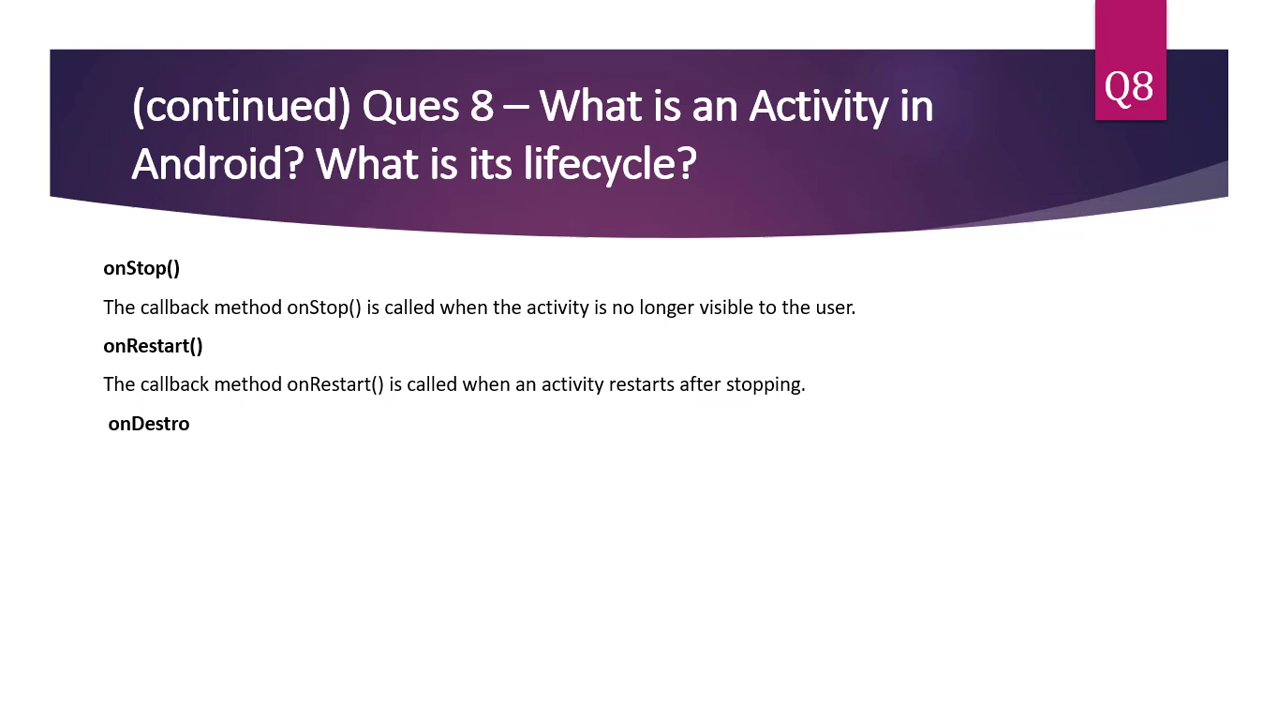 Q8
(continued) Ques 8 – What is an Activity in
Android? What is its lifecycle?
onStop()
The callback method onStop() is called when the activity is no longer visible to the user.
onRestart()
The callback method onRestart() is called when an activity restarts after stopping.
onDestro